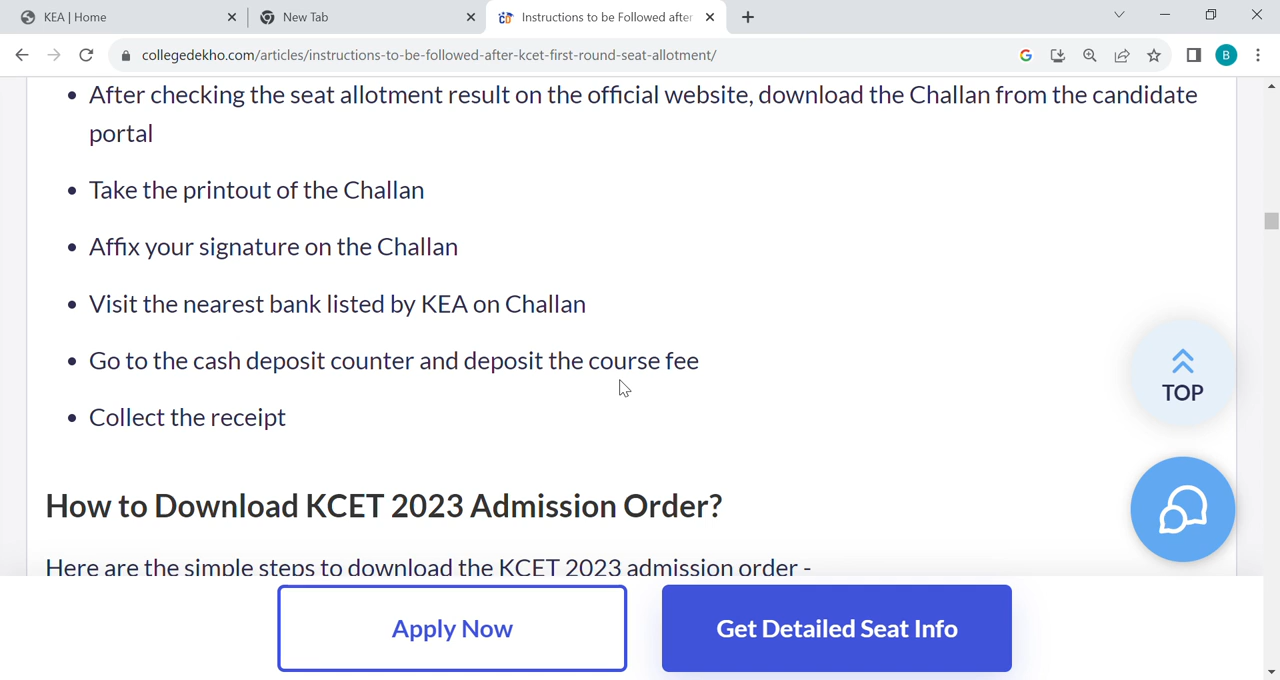 KEA | Home
New Tab
Instructions to be Followed after
collegedekho.com/articles/instructions-to-be-followed-after-kcet-first-round-seat-allotment/
B
• After checking the seat allotment result on the official website, download the Challan from the candidate
portal
• Take the printout of the Challan
• Affix your signature on the Challan
• Visit the nearest bank listed by KEA on Challan
• Go to the cash deposit counter and deposit the course fee
TOP
• Collect the receipt
How to Download KCET 2023 Admission Order?
Here are the simple steps to download the KCET 2023 admission order -
Apply Now
Get Detailed Seat Info